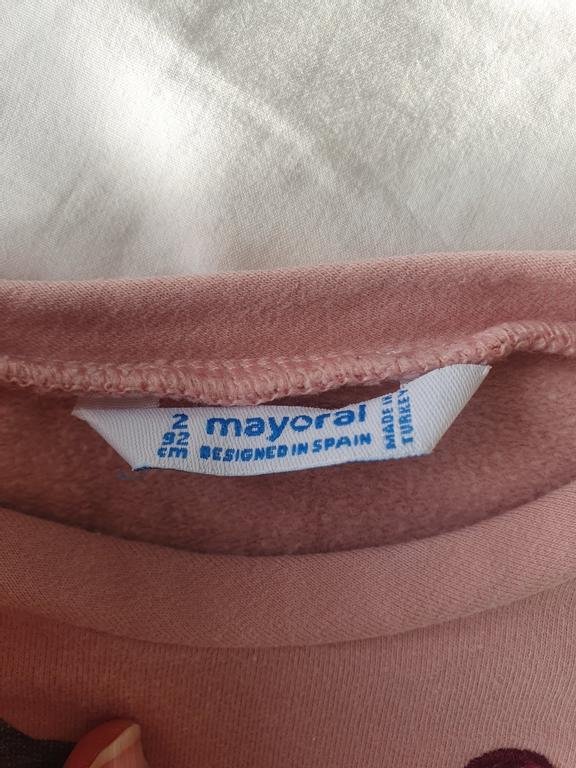 2
92
cm
mayoral
DESIGNED IN SPAIN
MADE IN
TURKEY